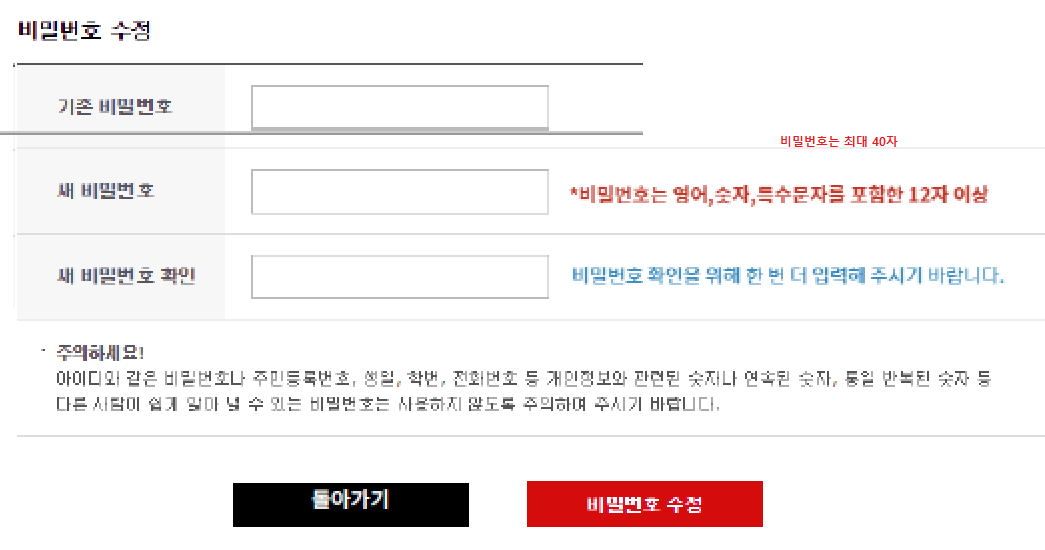 비밀번호 수정
기존 비밀번호
비밀번호는 최대 40자
새 비밀번호
*비밀번호는 영어,숫자,특수문자를 포함한 12자 이상
새 비밀번호 확인
비밀번호 확인을 위해 한 번 더 입력해 주시기 바랍니다.
주의하세요!
아이디와 같은 비밀번호나 주민등록번호, 생일, 학번, 전화번호 등 개인정보와 관련된 숫자나 연속된 숫자, 동일 반복된 숫자 등
다른 사람이 쉽게 알아 낼 수 있는 비밀번호는 사용하지 않도록 주의하여 주시기 바랍니다.
돌아가기
비밀번호 수정